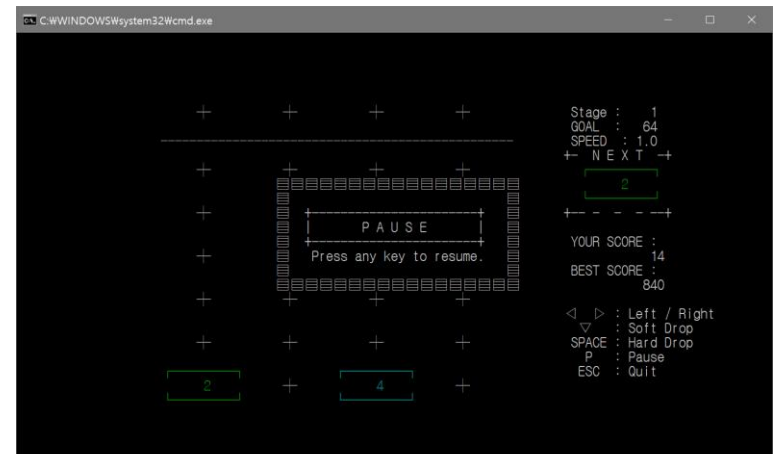 C:₩WINDOWS₩system32₩cmd.exe
Stage : 1
GOAL : 64
SPEED : 1.0
N E X T
2
P A U S E
Press any key to resume.
YOUR SCORE :
14
BEST SCORE :
840
◁ ▷ : Left / Right
▽ : Soft Drop
SPACE : Hard Drop
P : Pause
ESC : Quit
2 4